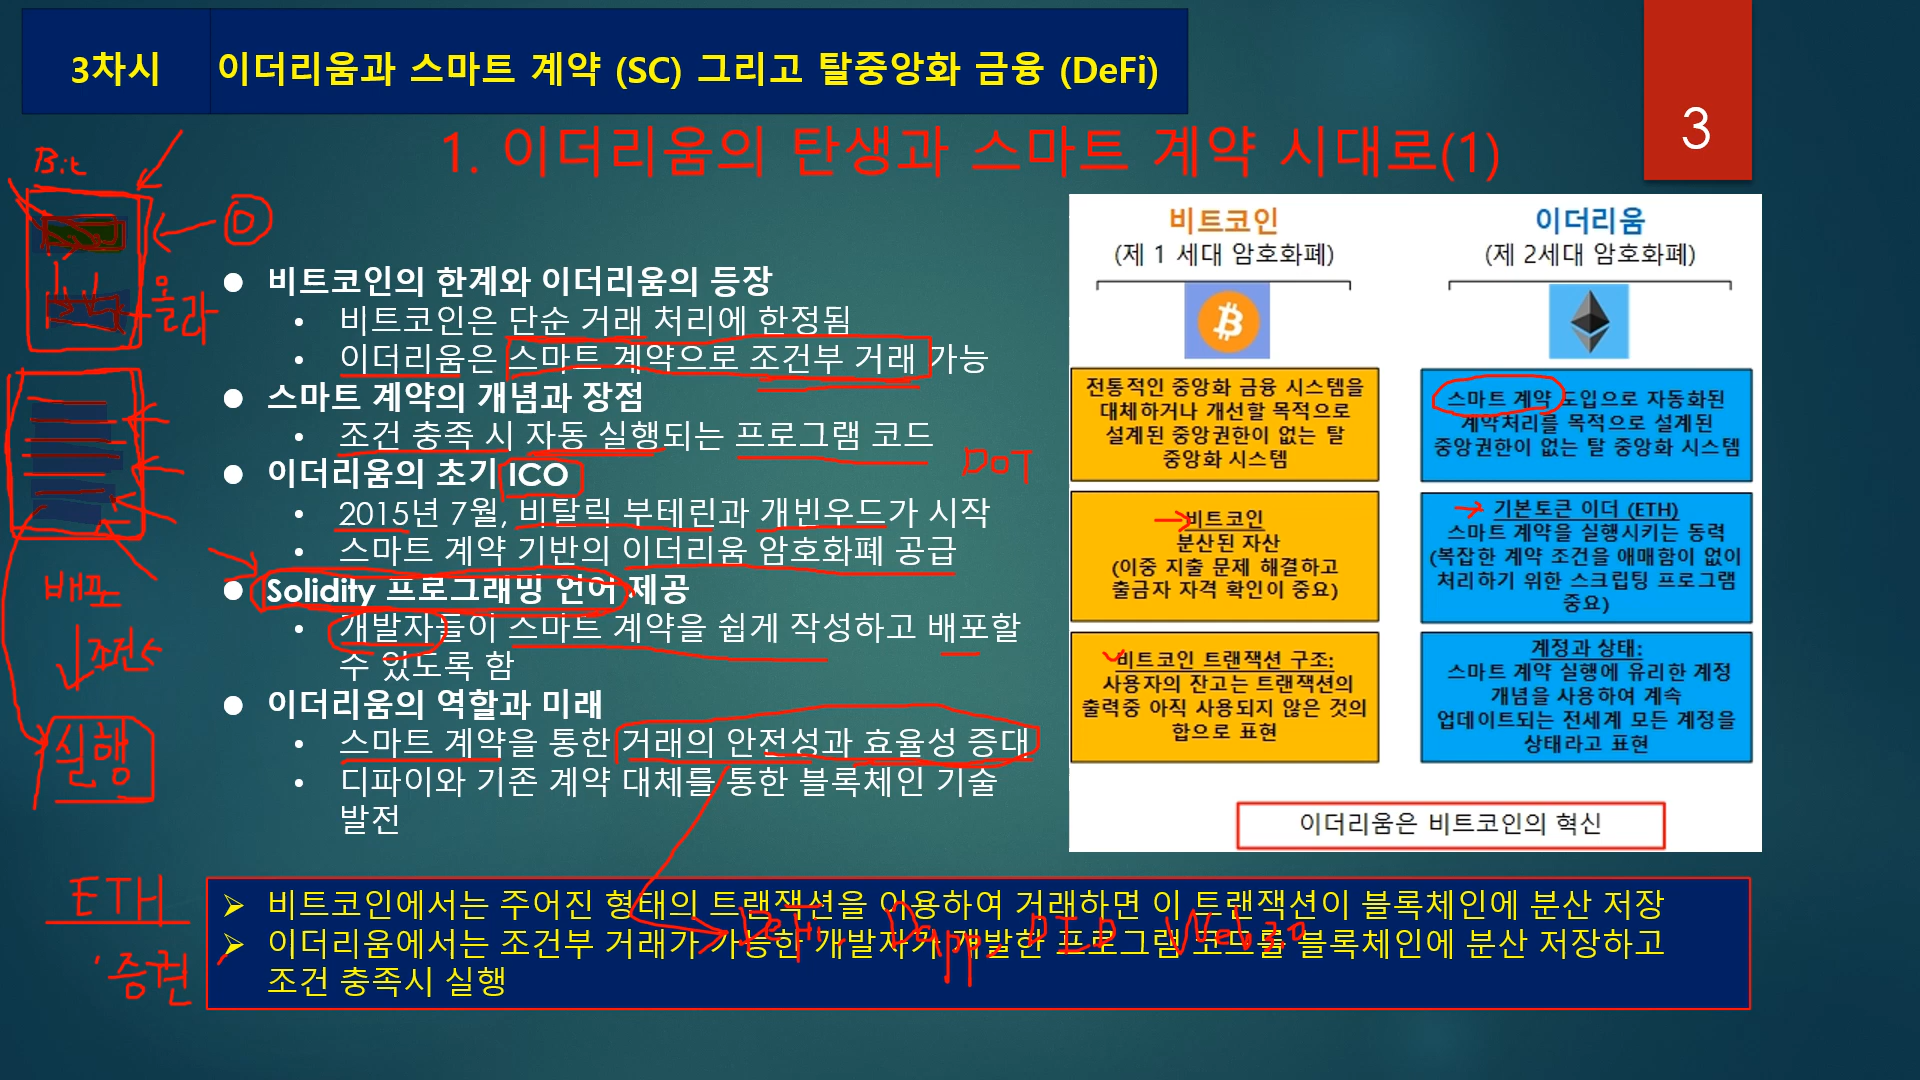 3차시 이더리움과 스마트 계약 (SC) 그리고 탈중앙화 금융 (DeFi)
3
1. 이더리움의 탄생과 스마트 계약 시대로(1)
Bit
D
몰라
● 비트코인의 한계와 이더리움의 등장
• 비트코인은 단순 거래 처리에 한정됨
• 이더리움은 스마트 계약으로 조건부 거래 가능
● 스마트 계약의 개념과 장점
• 조건 충족 시 자동 실행되는 프로그램 코드
DOT
● 이더리움의 초기 ICO
• 2015년 7월, 비탈릭 부테린과 개빈우드가 시작
• 스마트 계약 기반의 이더리움 암호화폐 공급
● Solidity 프로그래밍 언어 제공
• 개발자들이 스마트 계약을 쉽게 작성하고 배포할
수 있도록 함
● 이더리움의 역할과 미래
• 스마트 계약을 통한 거래의 안전성과 효율성 증대
• 디파이와 기존 계약 대체를 통한 블록체인 기술
발전
배포
조건
실행
ETH
증권
비트코인
(제 1 세대 암호화폐)
전통적인 중앙화 금융 시스템을
대체하거나 개선할 목적으로
설계된 중앙권한이 없는 탈
중앙화 시스템
비트코인
분산된 자산
(이중 지출 문제 해결하고
출금자 자격 확인이 중요)
비트코인 트랜잭션 구조:
사용자의 잔고는 트랜잭션의
출력중 아직 사용되지 않은 것의
합으로 표현
이더리움
(제 2세대 암호화폐)
스마트 계약 도입으로 자동화된
계약처리를 목적으로 설계된
중앙권한이 없는 탈 중앙화 시스템
기본토큰 이더 (ETH)
스마트 계약을 실행시키는 동력
(복잡한 계약 조건을 애매함이 없이
처리하기 위한 스크립팅 프로그램
중요)
계정과 상태:
스마트 계약 실행에 유리한 계정
개념을 사용하여 계속
업데이트되는 전세계 모든 계정을
상태라고 표현
이더리움은 비트코인의 혁신
➢ 비트코인에서는 주어진 형태의 트랜잭션을 이용하여 거래하면 이 트랜잭션이 블록체인에 분산 저장
➢ 이더리움에서는 조건부 거래가 가능한 개발자가 개발한 프로그램 코드를 블록체인에 분산 저장하고
조건 충족시 실행
DeFi, Dapp, DID Web3.0